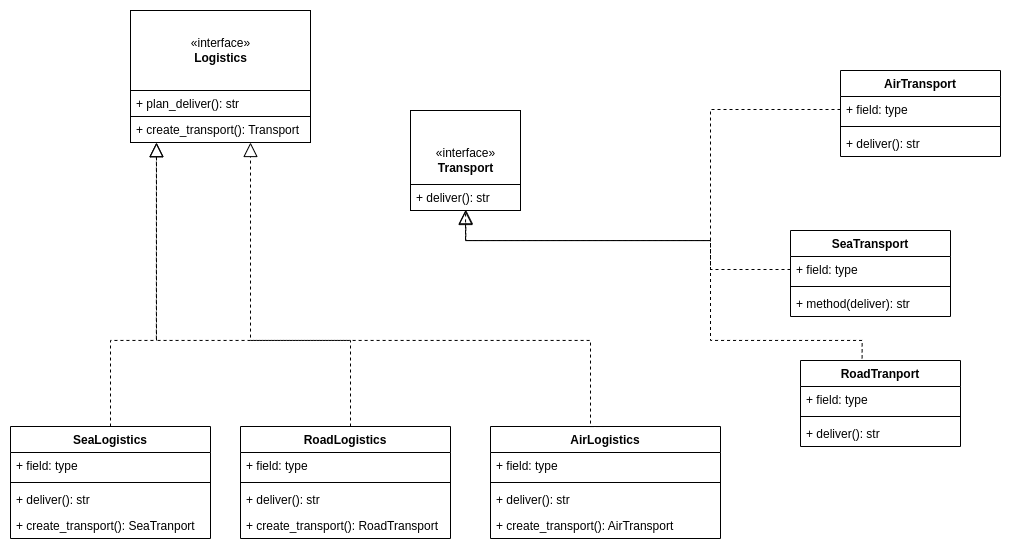 «interface»
Logistics
+ plan_deliver(): str
+ create_transport(): Transport
«interface»
Transport
+ deliver(): str
AirTransport
+ field: type
+ deliver(): str
SeaTransport
+ field: type
+ method(deliver): str
RoadTranport
+ field: type
+ deliver(): str
SeaLogistics
+ field: type
+ deliver(): str
+ create_transport(): SeaTranport
RoadLogistics
+ field: type
+ deliver(): str
+ create_transport(): RoadTransport
AirLogistics
+ field: type
+ deliver(): str
+ create_transport(): AirTransport